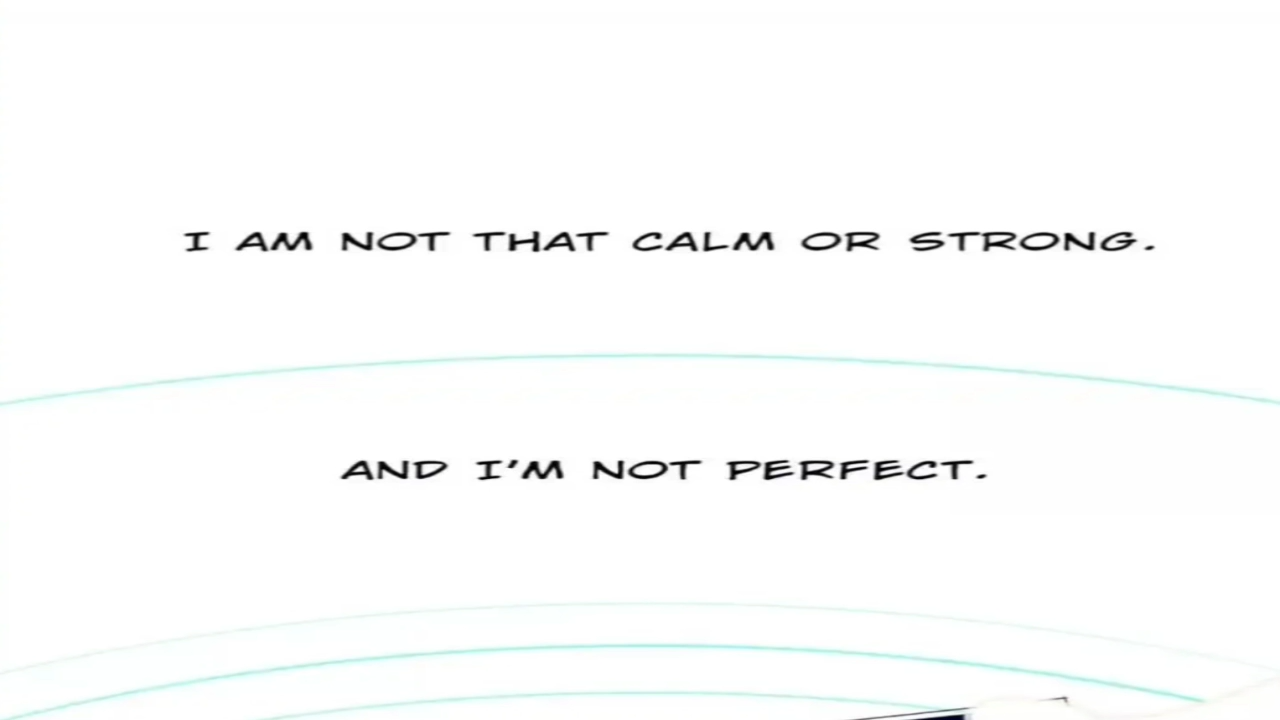 I AM NOT THAT CALM OR STRONG.
AND I'M NOT PERFECT.